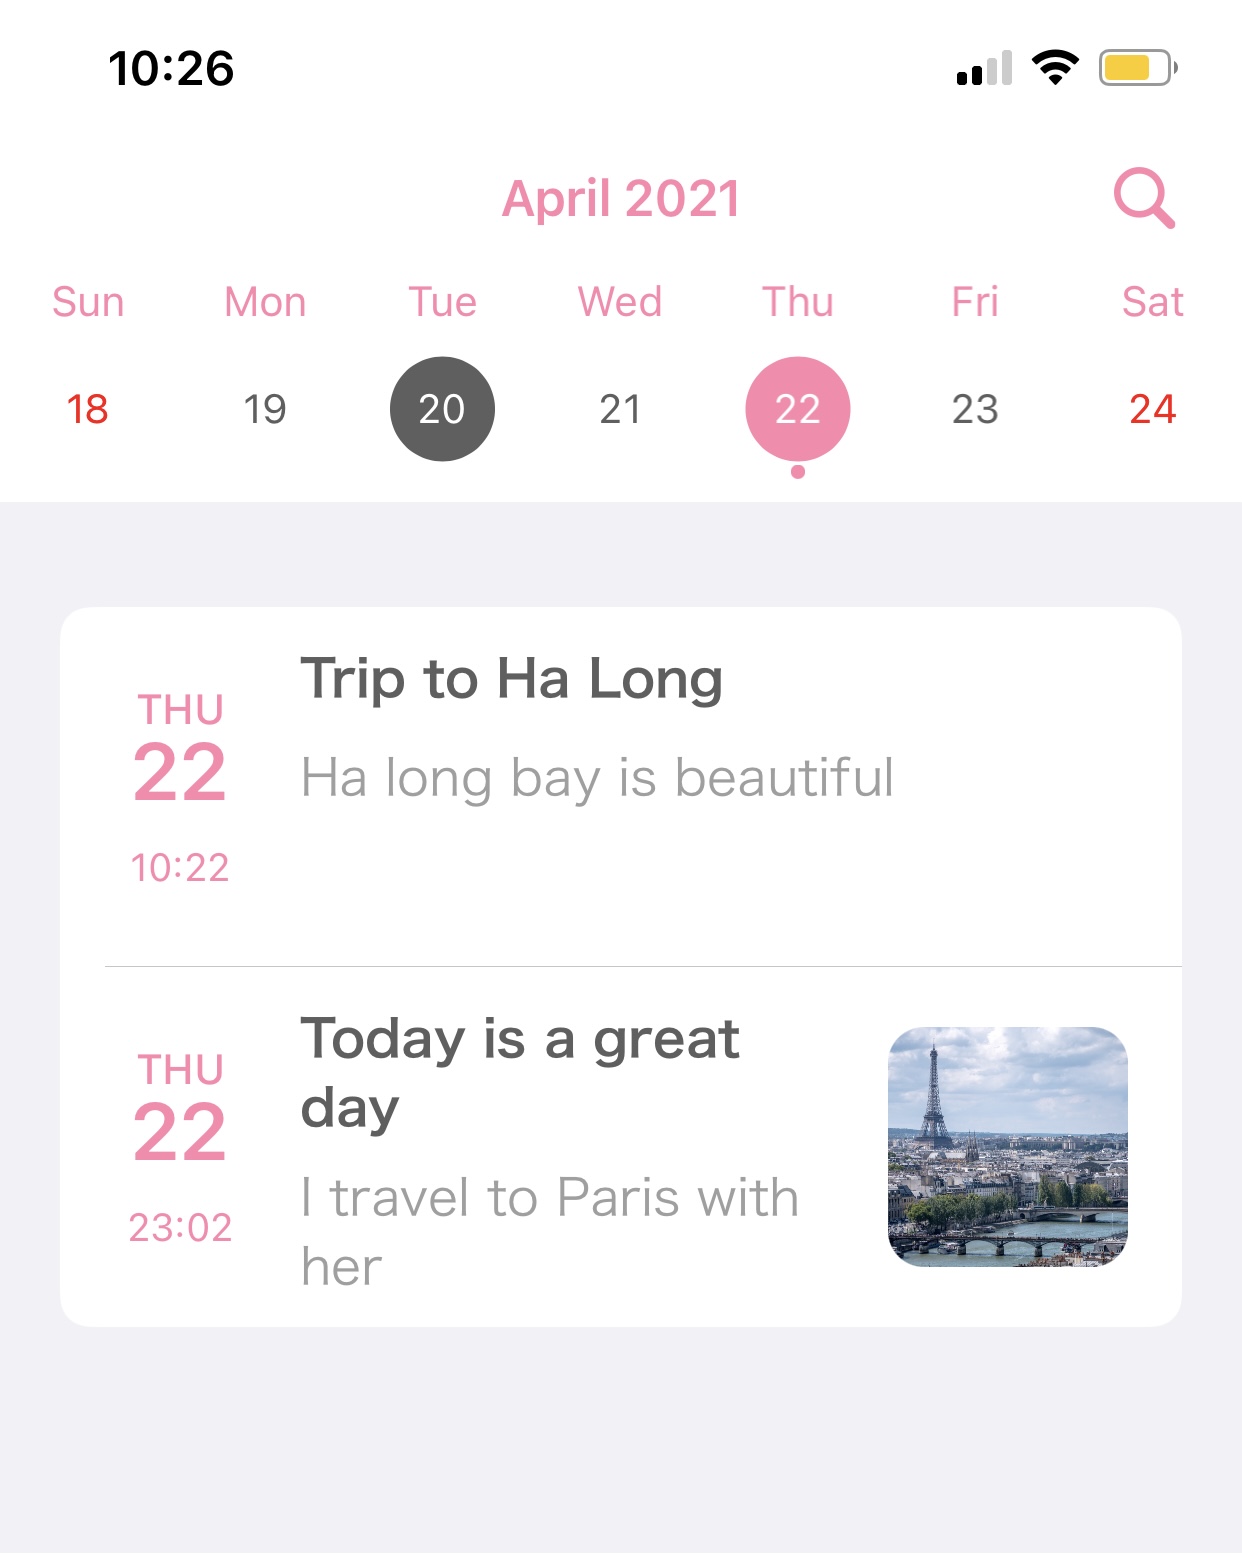 10:26
April 2021
Sun Mon Tue Wed Thu Fri Sat
18 19 20 21 22 23 24
Trip to Ha Long
THU
22
Ha long bay is beautiful
10:22
Today is a great
day
THU
22
I travel to Paris with
her
23:02